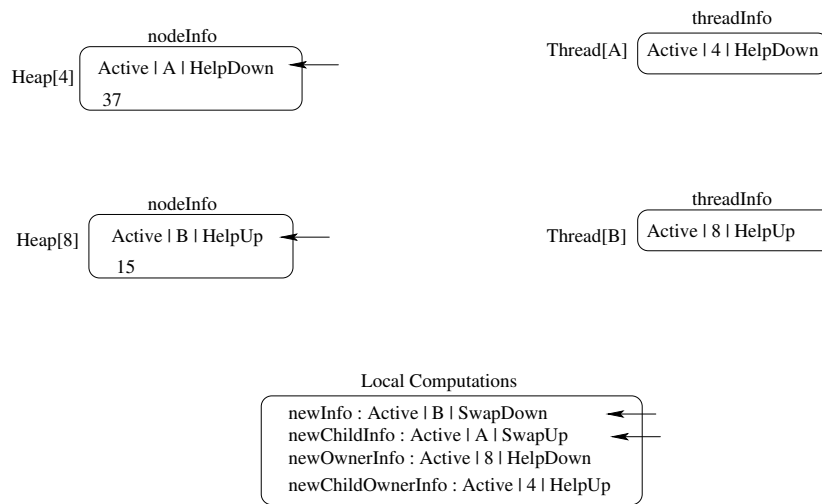 nodeInfo
Heap[4]
Active | A | HelpDown
37
threadInfo
Thread[A]
Active | 4 | HelpDown
nodeInfo
Heap[8]
Active | B | HelpUp
15
threadInfo
Thread[B]
Active | 8 | HelpUp
Local Computations
newInfo : Active | B | SwapDown
newChildInfo : Active | A | SwapUp
newOwnerInfo : Active | 8 | HelpDown
newChildOwnerInfo : Active | 4 | HelpUp